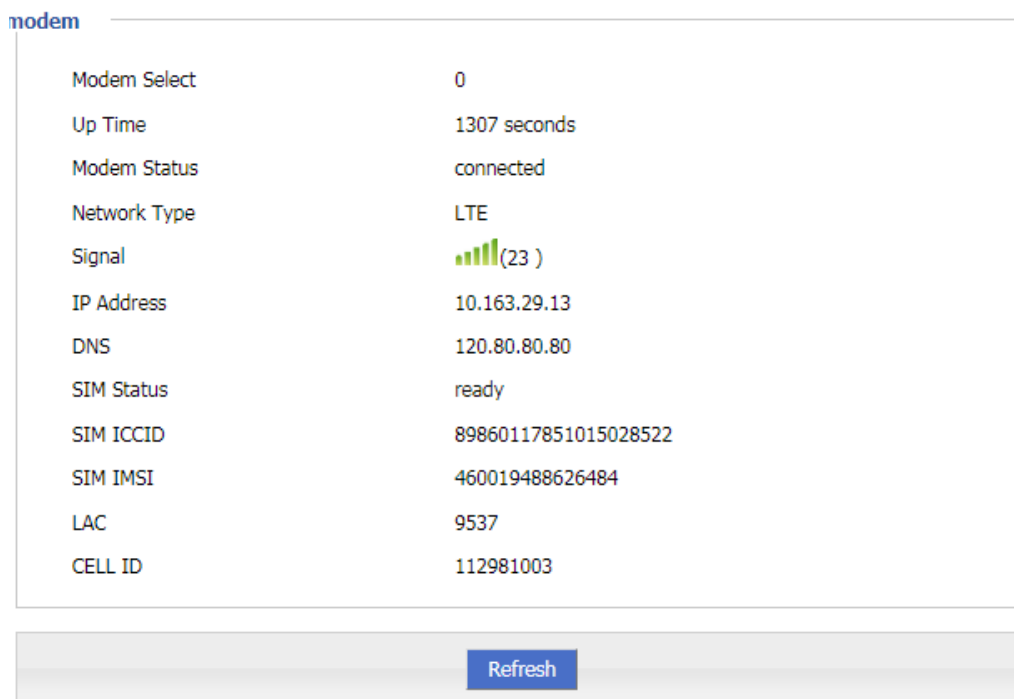 modem
Modem Select 0
Up Time 1307 seconds
Modem Status connected
Network Type LTE
Signal (23 )
IP Address 10.163.29.13
DNS 120.80.80.80
SIM Status ready
SIM ICCID 89860117851015028522
SIM IMSI 460019488626484
LAC 9537
CELL ID 112981003
Refresh